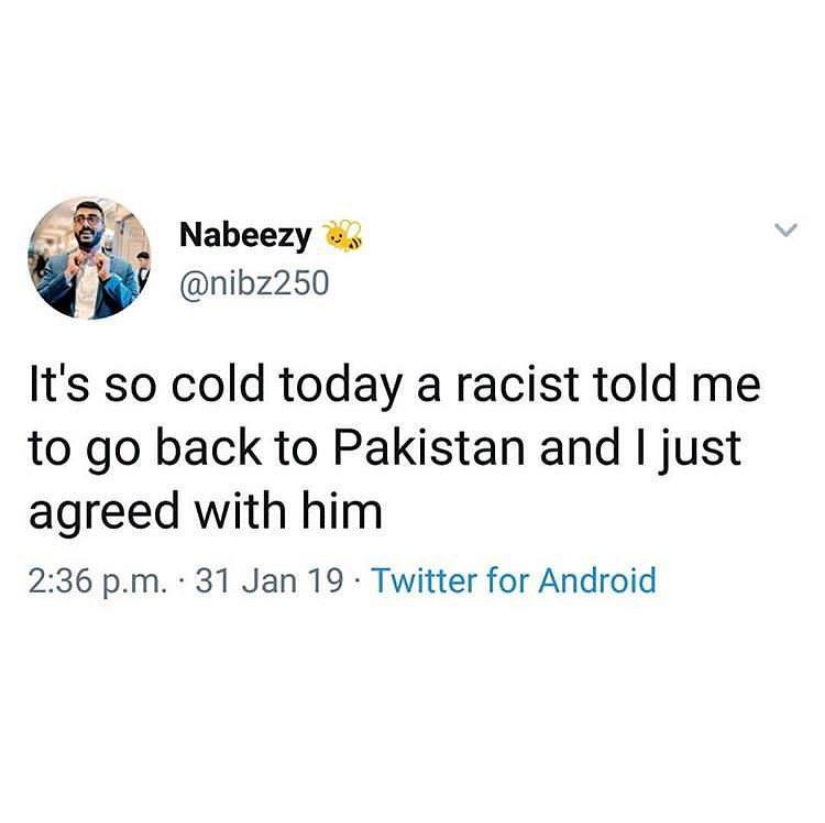 Nabeezy 🐝
@nibz250
It's so cold today a racist told me
to go back to Pakistan and I just
agreed with him
2:36 p.m. · 31 Jan 19 · Twitter for Android